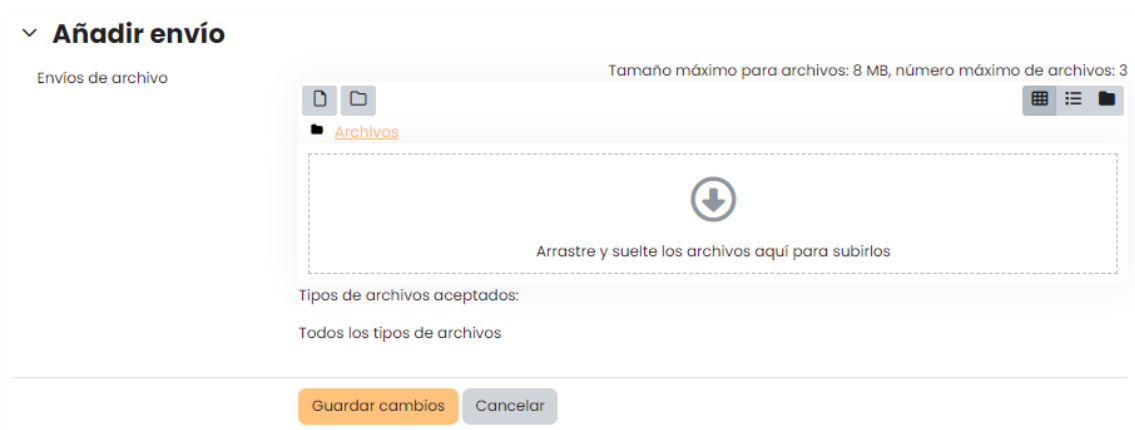 Añadir envío
Envíos de archivo
Tamaño máximo para archivos: 8 MB, número máximo de archivos: 3
Archivos
Arrastre y suelte los archivos aquí para subirlos
Tipos de archivos aceptados:
Todos los tipos de archivos
Guardar cambios Cancelar